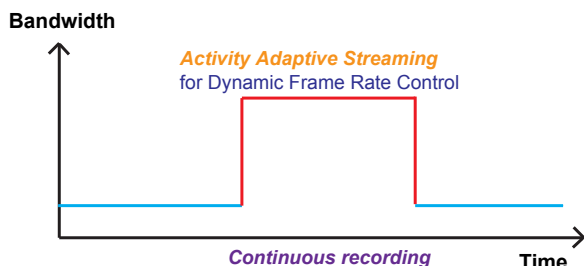 Bandwidth
Activity Adaptive Streaming
for Dynamic Frame Rate Control
Continuous recording
Time